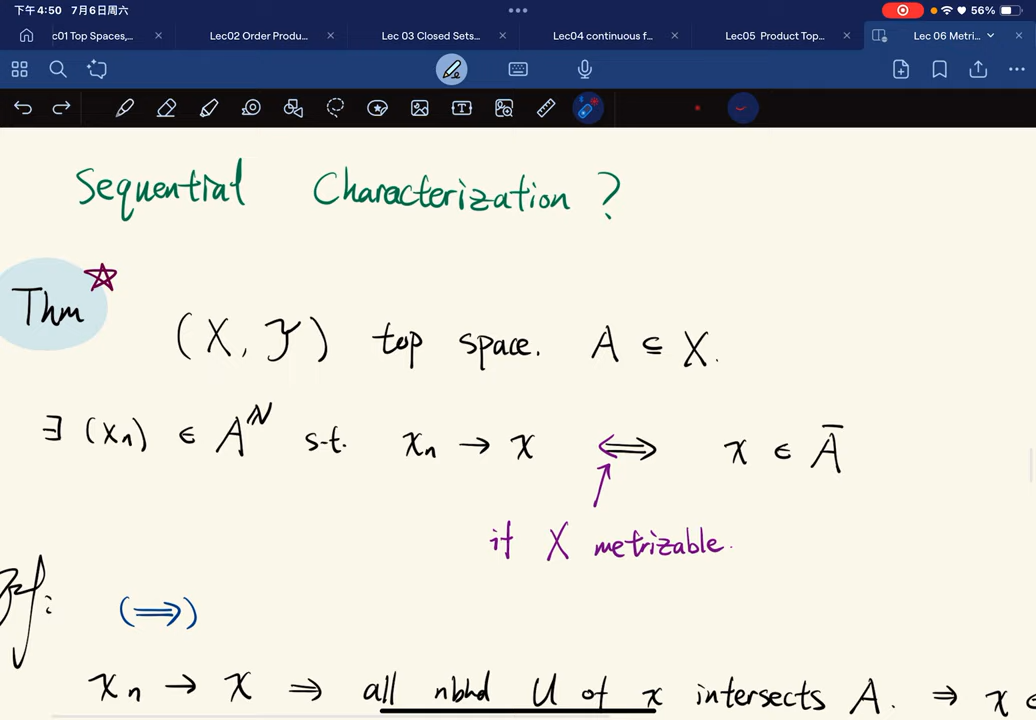 下午4:50 7月6日周六
56%
c01 Top Spaces,...
Lec02 Order Produ...
Lec 03 Closed Sets...
Lec04 continuous f...
Lec05 Product Top...
Lec 06 Metri...
Sequential Characterization ?
Thm
(X, 𝒯) top space. A ⊆ X.
∃ (xn) ∈ A^ℕ s.t. xn → x ⟺ x ∈ Ā
if X metrizable.
Pf:
(⟹)
xn → x ⇒ all nbhd U of x intersects A. ⇒ x ∈